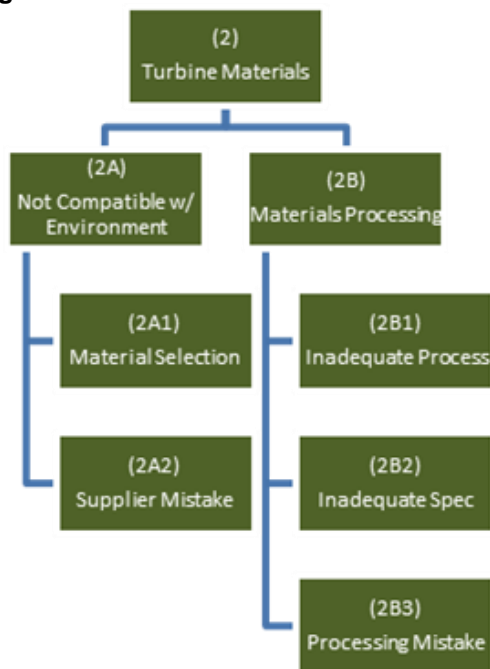 (2)
Turbine Materials
(2A)
Not Compatible w/
Environment
(2B)
Materials Processing
(2A1)
Material Selection
(2B1)
Inadequate Process
(2A2)
Supplier Mistake
(2B2)
Inadequate Spec
(2B3)
Processing Mistake